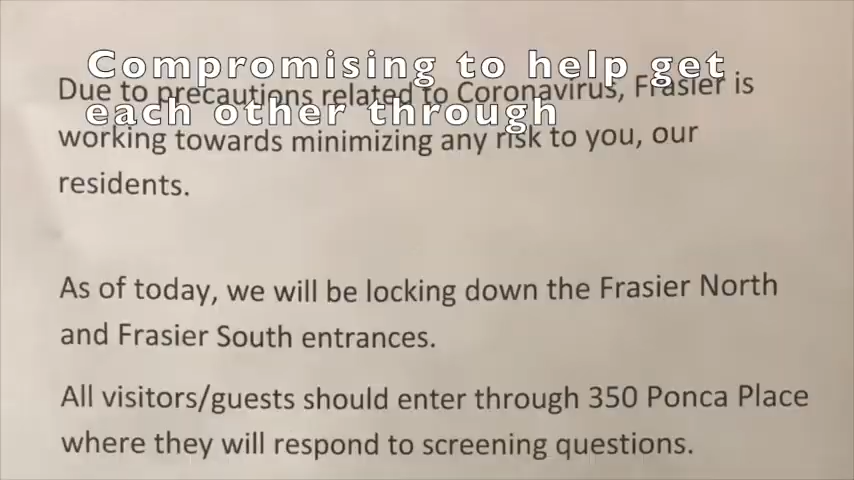 Compromising to help get
each other through
Due to precautions related to Coronavirus, Frasier is
working towards minimizing any risk to you, our
residents.
As of today, we will be locking down the Frasier North
and Frasier South entrances.
All visitors/guests should enter through 350 Ponca Place
where they will respond to screening questions.